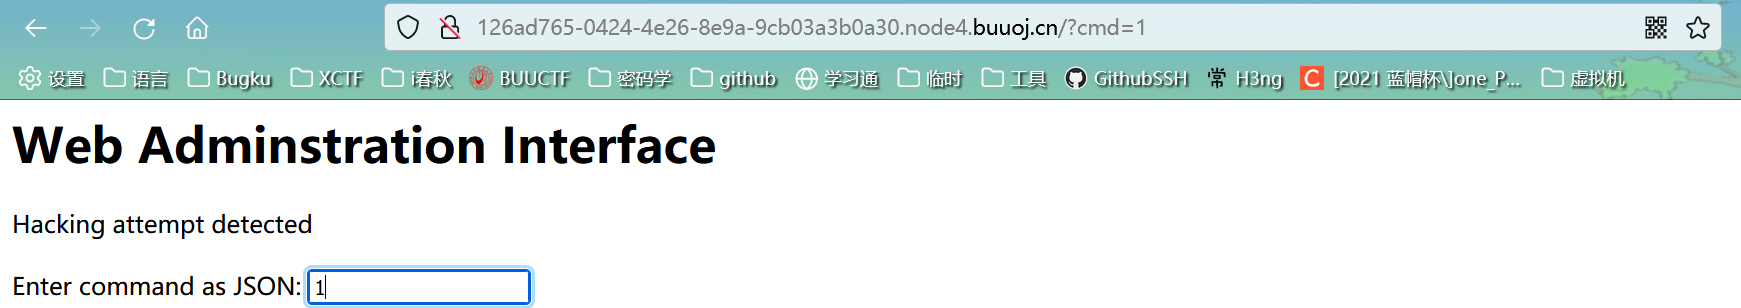 126ad765-0424-4e26-8e9a-9cb03a3b0a30.node4.buuoj.cn/?cmd=1
设置 语言 Bugku XCTF i春秋 BUUCTF 密码学 github 学习通 临时 工具 GithubSSH 常 H3ng C [2021 蓝帽杯\]one_P... 虚拟机
Web Adminstration Interface
Hacking attempt detected
Enter command as JSON: 1